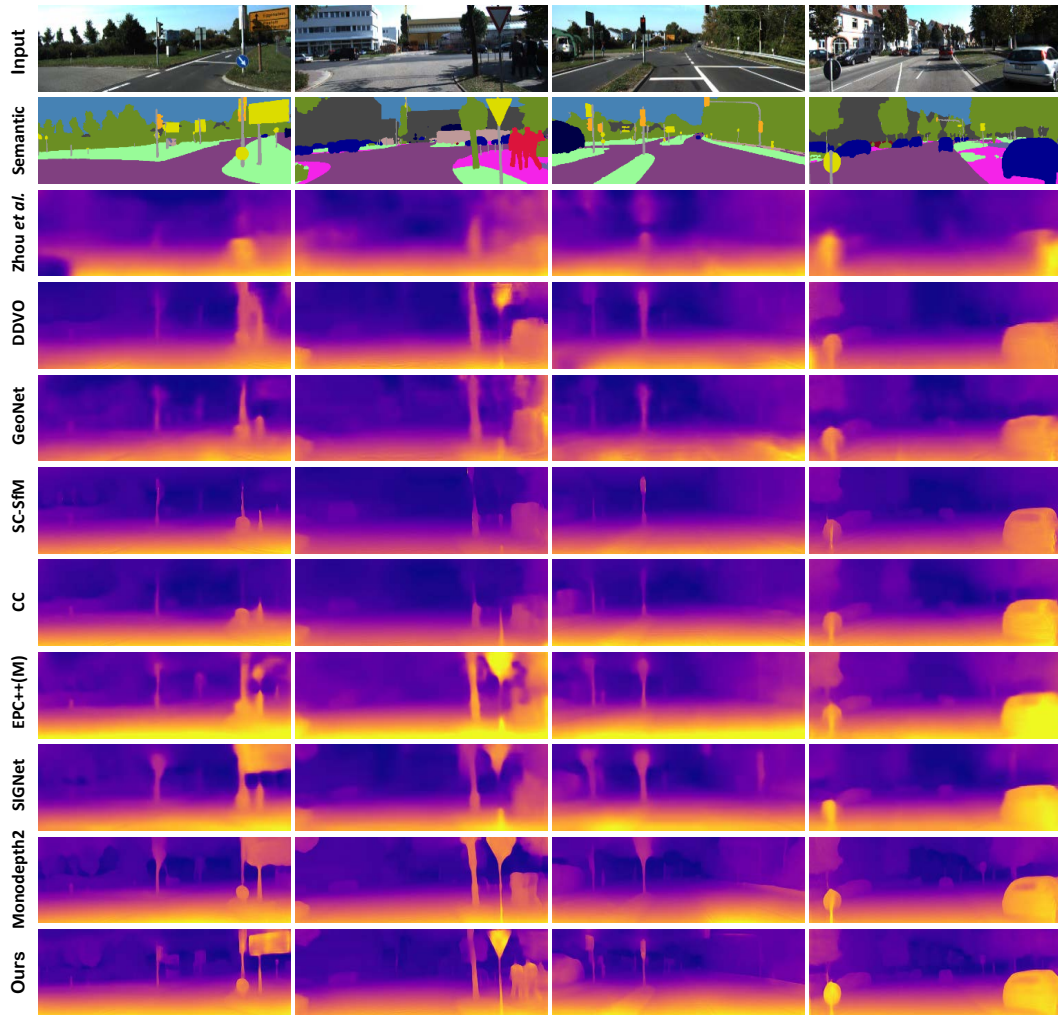 Input
Semantic
Zhou et al.
DDVO
GeoNet
SC-SfM
CC
EPC++(M)
SIGNet
Monodepth2
Ours